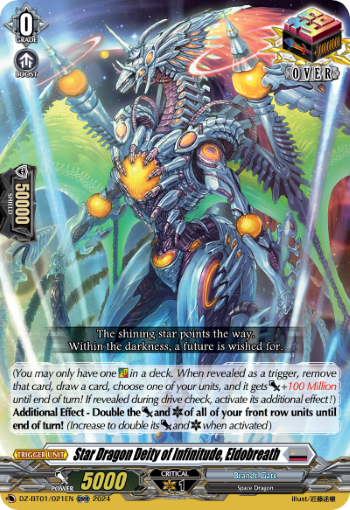 0
GRADE
BOOST
OVER
50000
SHIELD
The shining star points the way.
Within the darkness, a future is wished for.
(You may only have one in a deck. When revealed as a trigger, remove
that card, draw a card, choose one of your units, and it gets +100 Million
until end of turn! If revealed during drive check, activate its additional effect!)
Additional Effect - Double the and of all of your front row units until
end of turn! (Increase to double its and when activated)
TRIGGER UNIT
Star Dragon Deity of Infinitude, Eldobreath
POWER 5000
CRITICAL
1
Brandt Gate
Space Dragon
DZ-BT01/021EN 2024
illust/近藤途轍